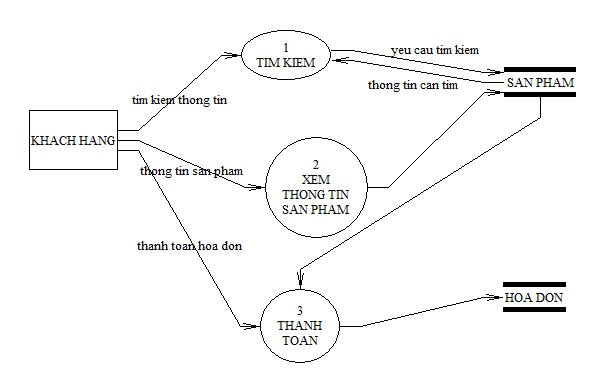 1
TIM KIEM
yeu cau tim kiem
SAN PHAM
thong tin can tim
tim kiem thong tin
KHACH HANG
2
XEM
THONG TIN
SAN PHAM
thong tin san pham
thanh toan hoa don
HOA DON
3
THANH
TOAN